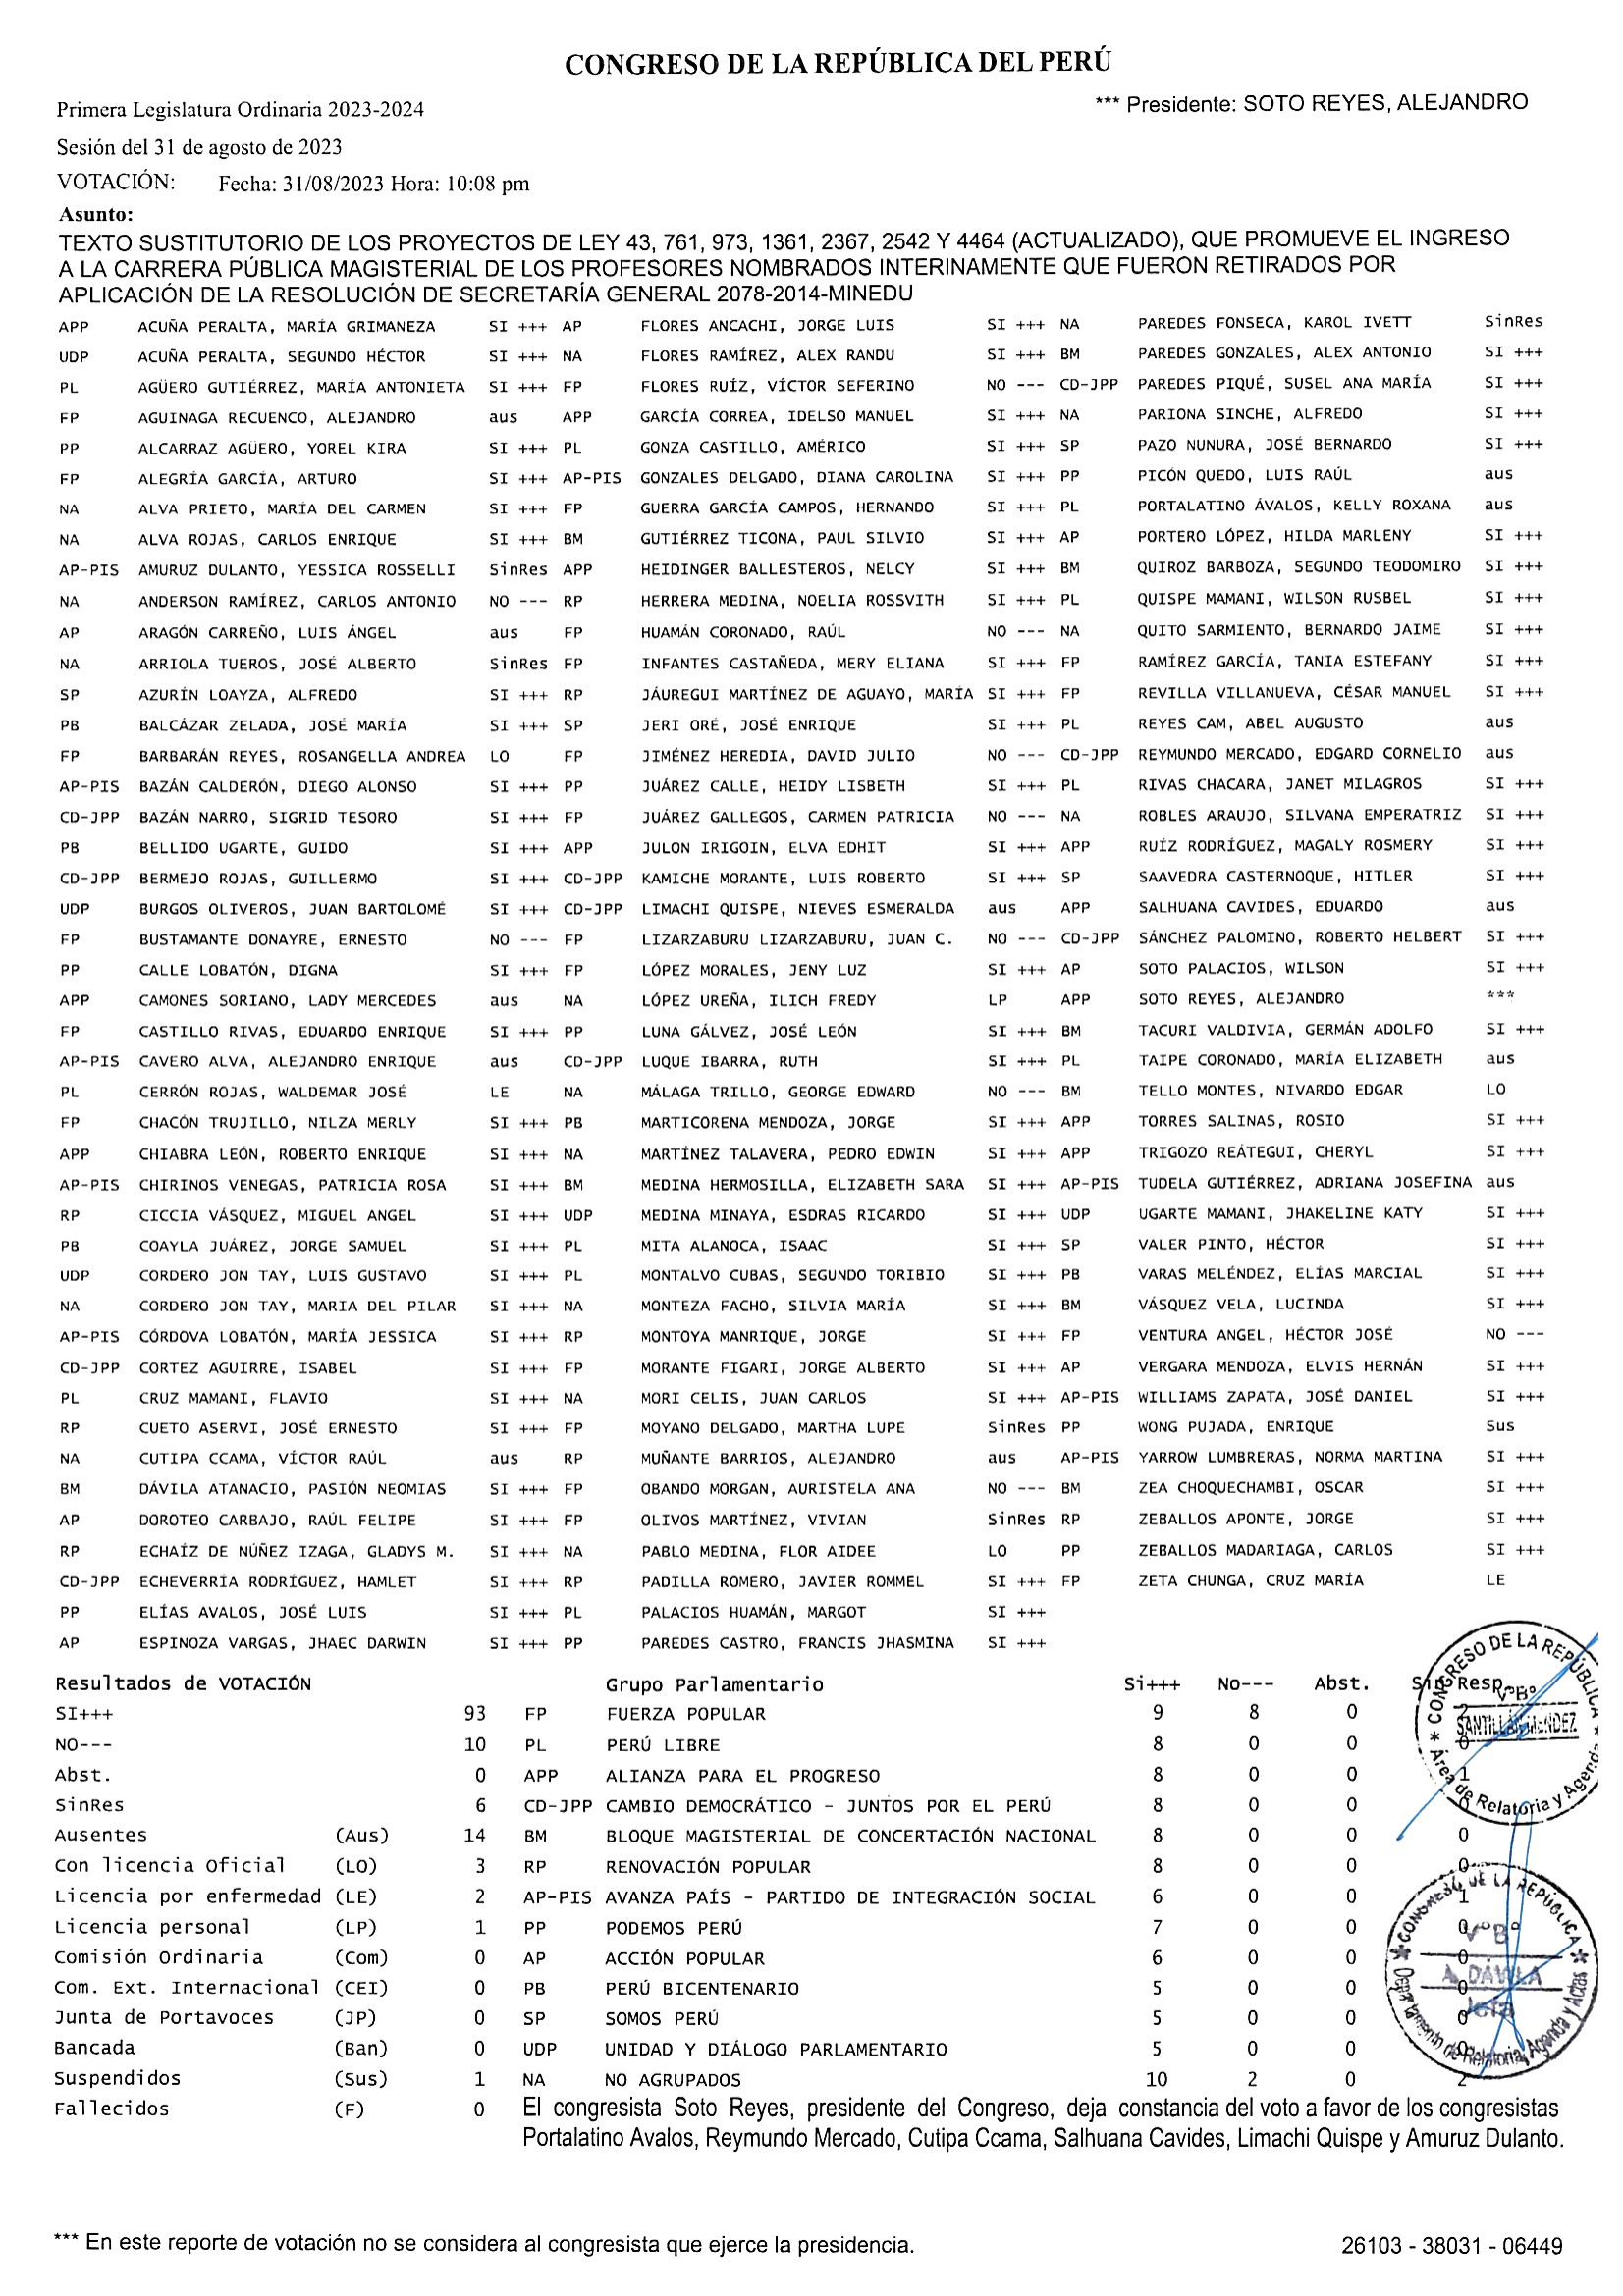 CONGRESO DE LA REPÚBLICA DEL PERÚ
Primera Legislatura Ordinaria 2023-2024
*** Presidente: SOTO REYES, ALEJANDRO
Sesión del 31 de agosto de 2023
VOTACIÓN: Fecha: 31/08/2023 Hora: 10:08 pm
Asunto:
TEXTO SUSTITUTORIO DE LOS PROYECTOS DE LEY 43, 761, 973, 1361, 2367, 2542 Y 4464 (ACTUALIZADO), QUE PROMUEVE EL INGRESO
A LA CARRERA PÚBLICA MAGISTERIAL DE LOS PROFESORES NOMBRADOS INTERINAMENTE QUE FUERON RETIRADOS POR
APLICACIÓN DE LA RESOLUCIÓN DE SECRETARÍA GENERAL 2078-2014-MINEDU
APP ACUÑA PERALTA, MARÍA GRIMANEZA SI +++ AP FLORES ANCACHI, JORGE LUIS SI +++ NA PAREDES FONSECA, KAROL IVETT SinRes
UDP ACUÑA PERALTA, SEGUNDO HÉCTOR SI +++ NA FLORES RAMÍREZ, ALEX RANDU SI +++ BM PAREDES GONZALES, ALEX ANTONIO SI +++
PL AGÜERO GUTIÉRREZ, MARÍA ANTONIETA SI +++ FP FLORES RUÍZ, VÍCTOR SEFERINO NO --- CD-JPP PAREDES PIQUÉ, SUSEL ANA MARÍA SI +++
FP AGUINAGA RECUENCO, ALEJANDRO aus APP GARCÍA CORREA, IDELSO MANUEL SI +++ NA PARIONA SINCHE, ALFREDO SI +++
PP ALCARRAZ AGÜERO, YOREL KIRA SI +++ PL GONZA CASTILLO, AMÉRICO SI +++ SP PAZO NUNURA, JOSÉ BERNARDO SI +++
FP ALEGRÍA GARCÍA, ARTURO SI +++ AP-PIS GONZALES DELGADO, DIANA CAROLINA SI +++ PP PICÓN QUEDO, LUIS RAÚL aus
NA ALVA PRIETO, MARÍA DEL CARMEN SI +++ FP GUERRA GARCÍA CAMPOS, HERNANDO SI +++ PL PORTALATINO ÁVALOS, KELLY ROXANA aus
NA ALVA ROJAS, CARLOS ENRIQUE SI +++ BM GUTIÉRREZ TICONA, PAUL SILVIO SI +++ AP PORTERO LÓPEZ, HILDA MARLENY SI +++
AP-PIS AMURUZ DULANTO, YESSICA ROSSELLI SinRes APP HEIDINGER BALLESTEROS, NELCY SI +++ BM QUIROZ BARBOZA, SEGUNDO TEODOMIRO SI +++
NA ANDERSON RAMÍREZ, CARLOS ANTONIO NO --- RP HERRERA MEDINA, NOELIA ROSSVITH SI +++ PL QUISPE MAMANI, WILSON RUSBEL SI +++
AP ARAGÓN CARREÑO, LUIS ÁNGEL aus FP HUAMÁN CORONADO, RAÚL NO --- NA QUITO SARMIENTO, BERNARDO JAIME SI +++
NA ARRIOLA TUEROS, JOSÉ ALBERTO SinRes FP INFANTES CASTAÑEDA, MERY ELIANA SI +++ FP RAMÍREZ GARCÍA, TANIA ESTEFANY SI +++
SP AZURÍN LOAYZA, ALFREDO SI +++ RP JÁUREGUI MARTÍNEZ DE AGUAYO, MARÍA SI +++ FP REVILLA VILLANUEVA, CÉSAR MANUEL SI +++
PB BALCÁZAR ZELADA, JOSÉ MARÍA SI +++ SP JERI ORÉ, JOSÉ ENRIQUE SI +++ PL REYES CAM, ABEL AUGUSTO aus
FP BARBARÁN REYES, ROSANGELLA ANDREA LO FP JIMÉNEZ HEREDIA, DAVID JULIO NO --- CD-JPP REYMUNDO MERCADO, EDGARD CORNELIO aus
AP-PIS BAZÁN CALDERÓN, DIEGO ALONSO SI +++ PP JUÁREZ CALLE, HEIDY LISBETH SI +++ PL RIVAS CHACARA, JANET MILAGROS SI +++
CD-JPP BAZÁN NARRO, SIGRID TESORO SI +++ FP JUÁREZ GALLEGOS, CARMEN PATRICIA NO --- NA ROBLES ARAUJO, SILVANA EMPERATRIZ SI +++
PB BELLIDO UGARTE, GUIDO SI +++ APP JULON IRIGOIN, ELVA EDHIT SI +++ APP RUÍZ RODRÍGUEZ, MAGALY ROSMERY SI +++
CD-JPP BERMEJO ROJAS, GUILLERMO SI +++ CD-JPP KAMICHE MORANTE, LUIS ROBERTO SI +++ SP SAAVEDRA CASTERNOQUE, HITLER SI +++
UDP BURGOS OLIVEROS, JUAN BARTOLOMÉ SI +++ CD-JPP LIMACHI QUISPE, NIEVES ESMERALDA aus APP SALHUANA CAVIDES, EDUARDO aus
FP BUSTAMANTE DONAYRE, ERNESTO NO --- FP LIZARZABURU LIZARZABURU, JUAN C. NO --- CD-JPP SÁNCHEZ PALOMINO, ROBERTO HELBERT SI +++
PP CALLE LOBATÓN, DIGNA SI +++ FP LÓPEZ MORALES, JENY LUZ SI +++ AP SOTO PALACIOS, WILSON SI +++
APP CAMONES SORIANO, LADY MERCEDES aus NA LÓPEZ UREÑA, ILICH FREDY LP APP SOTO REYES, ALEJANDRO ***
FP CASTILLO RIVAS, EDUARDO ENRIQUE SI +++ PP LUNA GÁLVEZ, JOSÉ LEÓN SI +++ BM TACURI VALDIVIA, GERMÁN ADOLFO SI +++
AP-PIS CAVERO ALVA, ALEJANDRO ENRIQUE aus CD-JPP LUQUE IBARRA, RUTH SI +++ PL TAIPE CORONADO, MARÍA ELIZABETH aus
PL CERRÓN ROJAS, WALDEMAR JOSÉ LE NA MÁLAGA TRILLO, GEORGE EDWARD NO --- BM TELLO MONTES, NIVARDO EDGAR LO
FP CHACÓN TRUJILLO, NILZA MERLY SI +++ PB MARTICORENA MENDOZA, JORGE SI +++ APP TORRES SALINAS, ROSIO SI +++
APP CHIABRA LEÓN, ROBERTO ENRIQUE SI +++ NA MARTÍNEZ TALAVERA, PEDRO EDWIN SI +++ APP TRIGOZO REÁTEGUI, CHERYL SI +++
AP-PIS CHIRINOS VENEGAS, PATRICIA ROSA SI +++ BM MEDINA HERMOSILLA, ELIZABETH SARA SI +++ AP-PIS TUDELA GUTIÉRREZ, ADRIANA JOSEFINA aus
RP CICCIA VÁSQUEZ, MIGUEL ANGEL SI +++ UDP MEDINA MINAYA, ESDRAS RICARDO SI +++ UDP UGARTE MAMANI, JHAKELINE KATY SI +++
PB COAYLA JUÁREZ, JORGE SAMUEL SI +++ PL MITA ALANOCA, ISAAC SI +++ SP VALER PINTO, HÉCTOR SI +++
UDP CORDERO JON TAY, LUIS GUSTAVO SI +++ PL MONTALVO CUBAS, SEGUNDO TORIBIO SI +++ PB VARAS MELÉNDEZ, ELÍAS MARCIAL SI +++
NA CORDERO JON TAY, MARIA DEL PILAR SI +++ NA MONTEZA FACHO, SILVIA MARÍA SI +++ BM VÁSQUEZ VELA, LUCINDA SI +++
AP-PIS CÓRDOVA LOBATÓN, MARÍA JESSICA SI +++ RP MONTOYA MANRIQUE, JORGE SI +++ FP VENTURA ANGEL, HÉCTOR JOSÉ NO ---
CD-JPP CORTEZ AGUIRRE, ISABEL SI +++ FP MORANTE FIGARI, JORGE ALBERTO SI +++ AP VERGARA MENDOZA, ELVIS HERNÁN SI +++
PL CRUZ MAMANI, FLAVIO SI +++ NA MORI CELIS, JUAN CARLOS SI +++ AP-PIS WILLIAMS ZAPATA, JOSÉ DANIEL SI +++
RP CUETO ASERVI, JOSÉ ERNESTO SI +++ FP MOYANO DELGADO, MARTHA LUPE SinRes PP WONG PUJADA, ENRIQUE Sus
NA CUTIPA CCAMA, VÍCTOR RAÚL aus RP MUÑANTE BARRIOS, ALEJANDRO aus AP-PIS YARROW LUMBRERAS, NORMA MARTINA SI +++
BM DÁVILA ATANACIO, PASIÓN NEOMIAS SI +++ FP OBANDO MORGAN, AURISTELA ANA NO --- BM ZEA CHOQUECHAMBI, OSCAR SI +++
AP DOROTEO CARBAJO, RAÚL FELIPE SI +++ FP OLIVOS MARTÍNEZ, VIVIAN SinRes RP ZEBALLOS APONTE, JORGE SI +++
RP ECHAÍZ DE NÚÑEZ IZAGA, GLADYS M. SI +++ NA PABLO MEDINA, FLOR AIDEE LO PP ZEBALLOS MADARIAGA, CARLOS SI +++
CD-JPP ECHEVERRÍA RODRÍGUEZ, HAMLET SI +++ RP PADILLA ROMERO, JAVIER ROMMEL SI +++ FP ZETA CHUNGA, CRUZ MARÍA LE
PP ELÍAS AVALOS, JOSÉ LUIS SI +++ PL PALACIOS HUAMÁN, MARGOT SI +++
AP ESPINOZA VARGAS, JHAEC DARWIN SI +++ PP PAREDES CASTRO, FRANCIS JHASMINA SI +++
Resultados de VOTACIÓN Grupo Parlamentario Si+++ No--- Abst. Sin Resp.
SI+++ 93 FP FUERZA POPULAR 9 8 0 2
NO--- 10 PL PERÚ LIBRE 8 0 0 0
Abst. 0 APP ALIANZA PARA EL PROGRESO 8 0 0 1
SinRes 6 CD-JPP CAMBIO DEMOCRÁTICO - JUNTOS POR EL PERÚ 8 0 0 0
Ausentes (Aus) 14 BM BLOQUE MAGISTERIAL DE CONCERTACIÓN NACIONAL 8 0 0 0
Con licencia Oficial (LO) 3 RP RENOVACIÓN POPULAR 8 0 0 0
Licencia por enfermedad (LE) 2 AP-PIS AVANZA PAÍS - PARTIDO DE INTEGRACIÓN SOCIAL 6 0 0 1
Licencia personal (LP) 1 PP PODEMOS PERÚ 7 0 0 0
Comisión Ordinaria (Com) 0 AP ACCIÓN POPULAR 6 0 0 0
Com. Ext. Internacional (CEI) 0 PB PERÚ BICENTENARIO 5 0 0 0
Junta de Portavoces (JP) 0 SP SOMOS PERÚ 5 0 0 0
Bancada (Ban) 0 UDP UNIDAD Y DIÁLOGO PARLAMENTARIO 5 0 0 0
Suspendidos (Sus) 1 NA NO AGRUPADOS 10 2 0 2
Fallecidos (F) 0
El congresista Soto Reyes, presidente del Congreso, deja constancia del voto a favor de los congresistas
Portalatino Avalos, Reymundo Mercado, Cutipa Ccama, Salhuana Cavides, Limachi Quispe y Amuruz Dulanto.
CONGRESO DE LA REPÚBLICA
V°B°
SANTILLÁN MENDEZ
Área de Relatoría y Agenda
CONGRESO DE LA REPÚBLICA
V°B°
A. DÁVILA
Jefa
Departamento de Relatoría, Agenda y Actas
*** En este reporte de votación no se considera al congresista que ejerce la presidencia.
26103 - 38031 - 06449